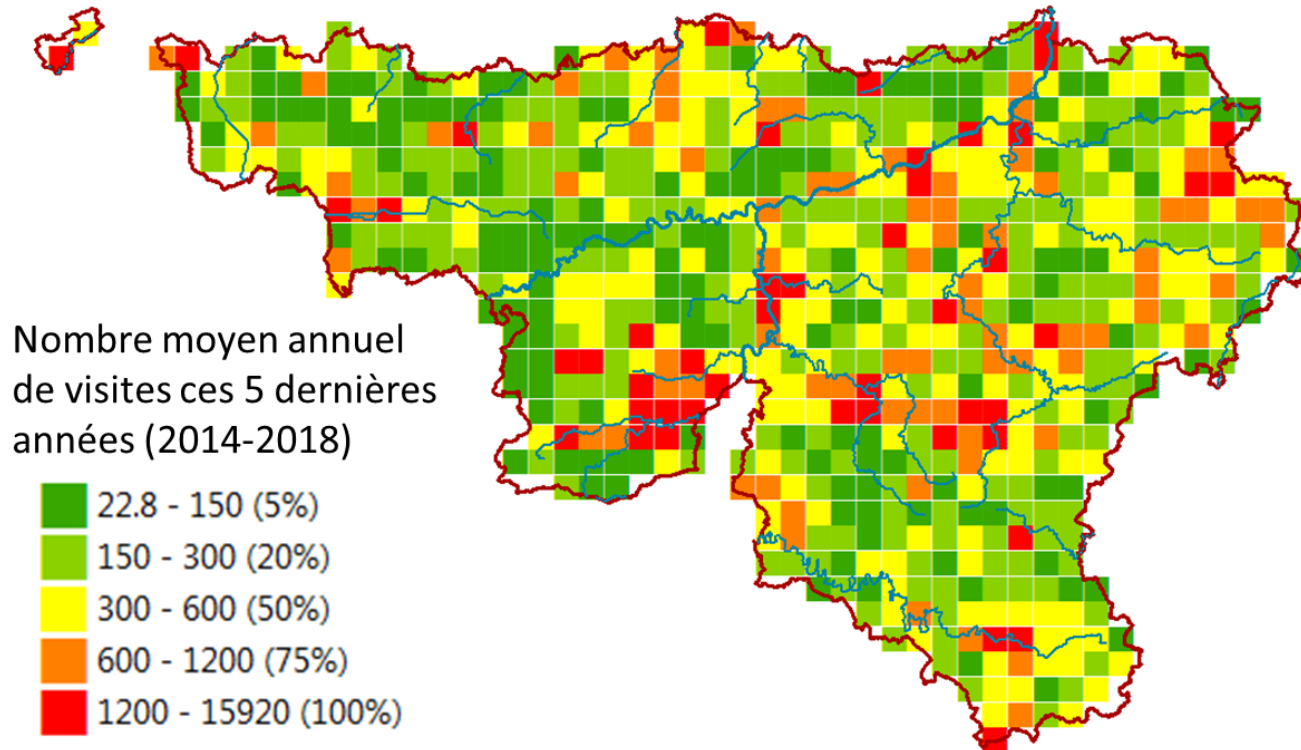 Nombre moyen annuel
de visites ces 5 dernières
années (2014-2018)
22.8 - 150 (5%)
150 - 300 (20%)
300 - 600 (50%)
600 - 1200 (75%)
1200 - 15920 (100%)